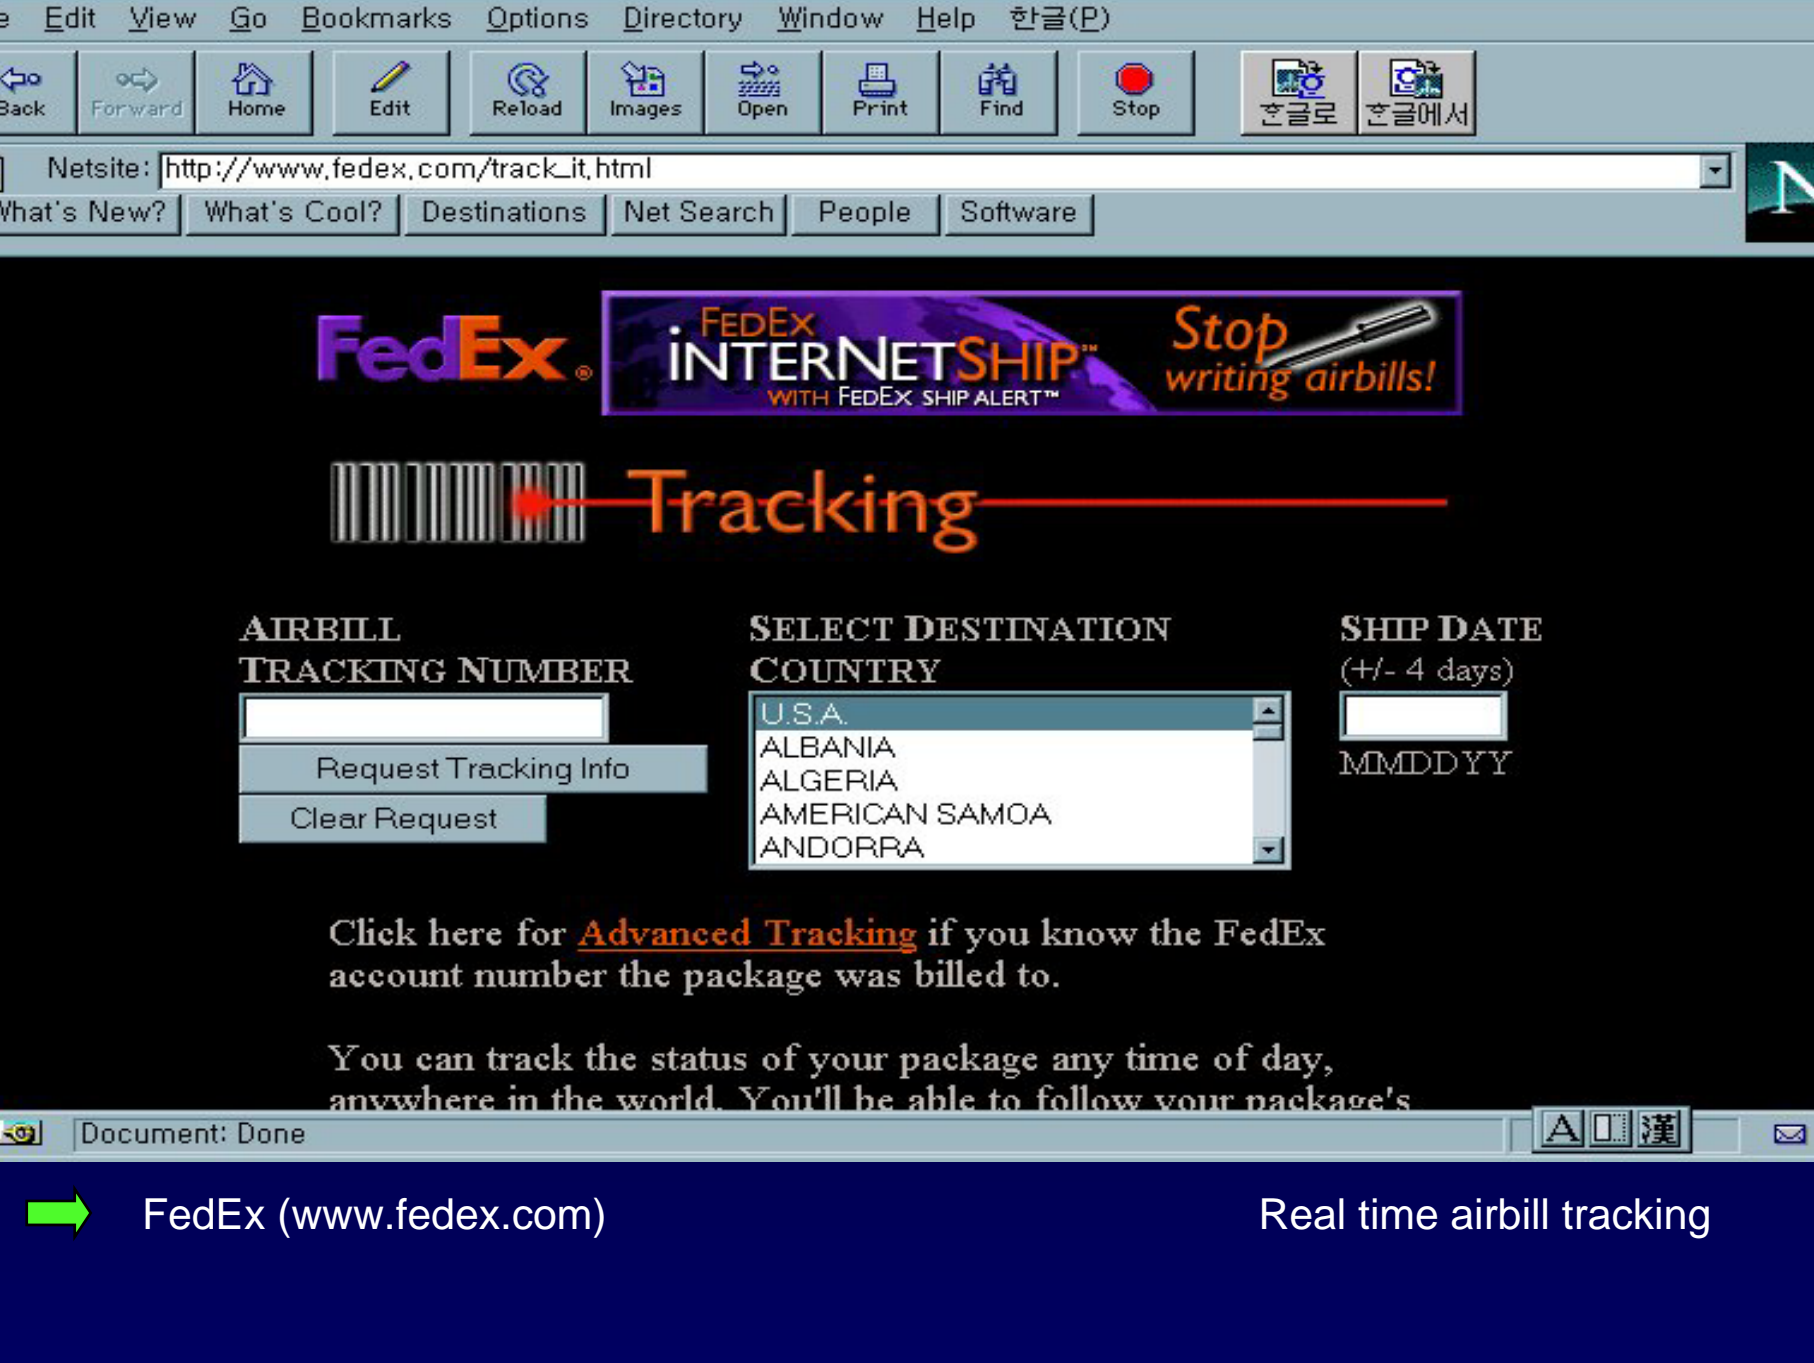 Edit View Go Bookmarks Options Directory Window Help 한글(P)
Back Forward Home Edit Reload Images Open Print Find Stop 흔글로 흔글에서
Netsite: http://www.fedex.com/track_it.html
What's New? What's Cool? Destinations Net Search People Software
FedEx®
FEDEX
iNTERNETSHIP™
WITH FEDEX SHIP ALERT™
Stop
writing airbills!
Tracking
AIRBILL
TRACKING NUMBER
Request Tracking Info
Clear Request
SELECT DESTINATION
COUNTRY
U.S.A.
ALBANIA
ALGERIA
AMERICAN SAMOA
ANDORRA
SHIP DATE
(+/- 4 days)
MMDDYY
Click here for Advanced Tracking if you know the FedEx
account number the package was billed to.
You can track the status of your package any time of day,
anywhere in the world. You'll be able to follow your package's
Document: Done
A 漢
FedEx (www.fedex.com) Real time airbill tracking